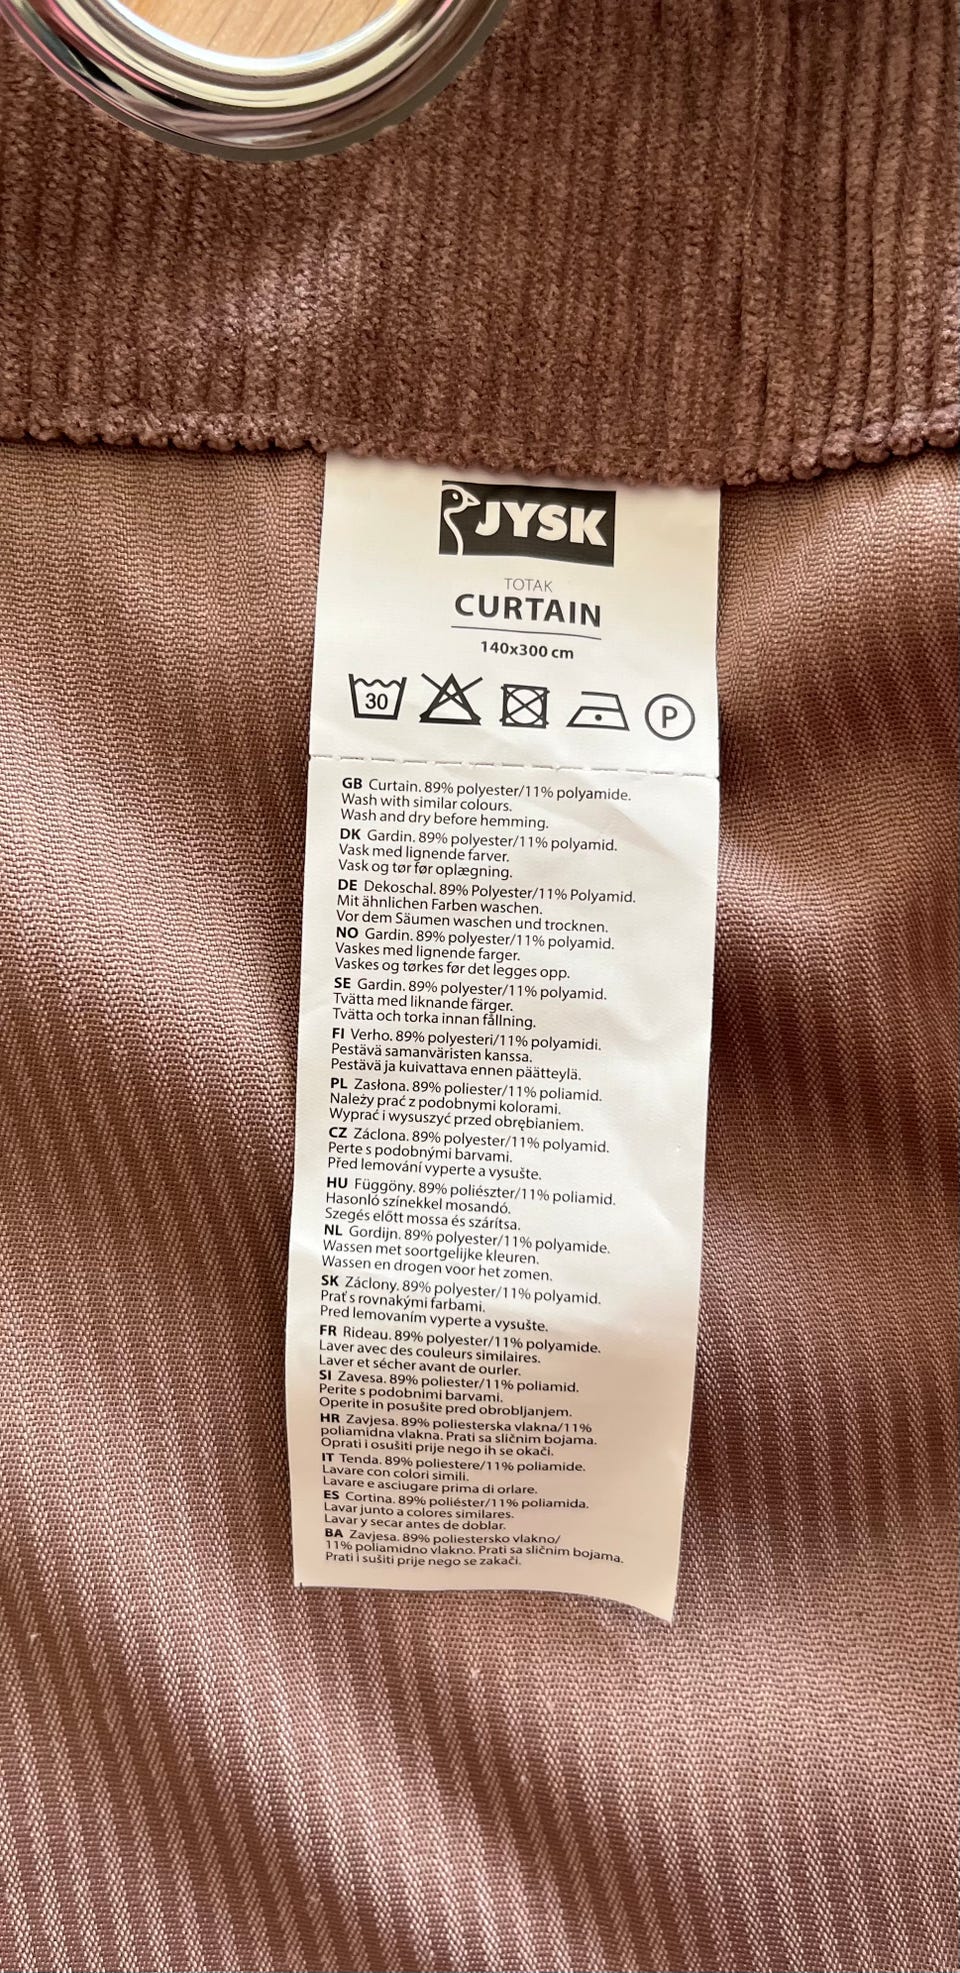 JYSK
TOTAK
CURTAIN
140x300 cm
30
P
GB Curtain. 89% polyester/11% polyamide.
Wash with similar colours.
Wash and dry before hemming.
DK Gardin. 89% polyester/11% polyamid.
Vask med lignende farver.
Vask og tør før oplægning.
DE Dekoschal. 89% Polyester/11% Polyamid.
Mit ähnlichen Farben waschen.
Vor dem Säumen waschen und trocknen.
NO Gardin. 89% polyester/11% polyamid.
Vaskes med lignende farger.
Vaskes og tørkes før det legges opp.
SE Gardin. 89% polyester/11% polyamid.
Tvätta med liknande färger.
Tvätta och torka innan fållning.
FI Verho. 89% polyesteri/11% polyamidi.
Pestävä samanväristen kanssa.
Pestävä ja kuivattava ennen päätteylä.
PL Zasłona. 89% poliester/11% poliamid.
Należy prać z podobnymi kolorami.
Wyprać i wysuszyć przed obrębianiem.
CZ Záclona. 89% polyester/11% polyamid.
Perte s podobnými barvami.
Před lemování vyperte a vysušte.
HU Függöny. 89% poliészter/11% poliamid.
Hasonló színekkel mosandó.
Szegés előtt mossa és szárítsa.
NL Gordijn. 89% polyester/11% polyamide.
Wassen met soortgelijke kleuren.
Wassen en drogen voor het zomen.
SK Záclony. 89% polyester/11% polyamid.
Prať s rovnakými farbami.
Pred lemovaním vyperte a vysušte.
FR Rideau. 89% polyester/11% polyamide.
Laver avec des couleurs similaires.
Laver et sécher avant de ourler.
SI Zavesa. 89% poliester/11% poliamid.
Perite s podobnimi barvami.
Operite in posušite pred obrobljanjem.
HR Zavjesa. 89% poliesterska vlakna/11%
poliamidna vlakna. Prati sa sličnim bojama.
Oprati i osušiti prije nego ih se okači.
IT Tenda. 89% poliestere/11% poliamide.
Lavare con colori simili.
Lavare e asciugare prima di orlare.
ES Cortina. 89% poliéster/11% poliamida.
Lavar junto a colores similares.
Lavar y secar antes de doblar.
BA Zavjesa. 89% poliestersko vlakno/
11% poliamidno vlakno. Prati sa sličnim bojama.
Prati i sušiti prije nego se zakači.